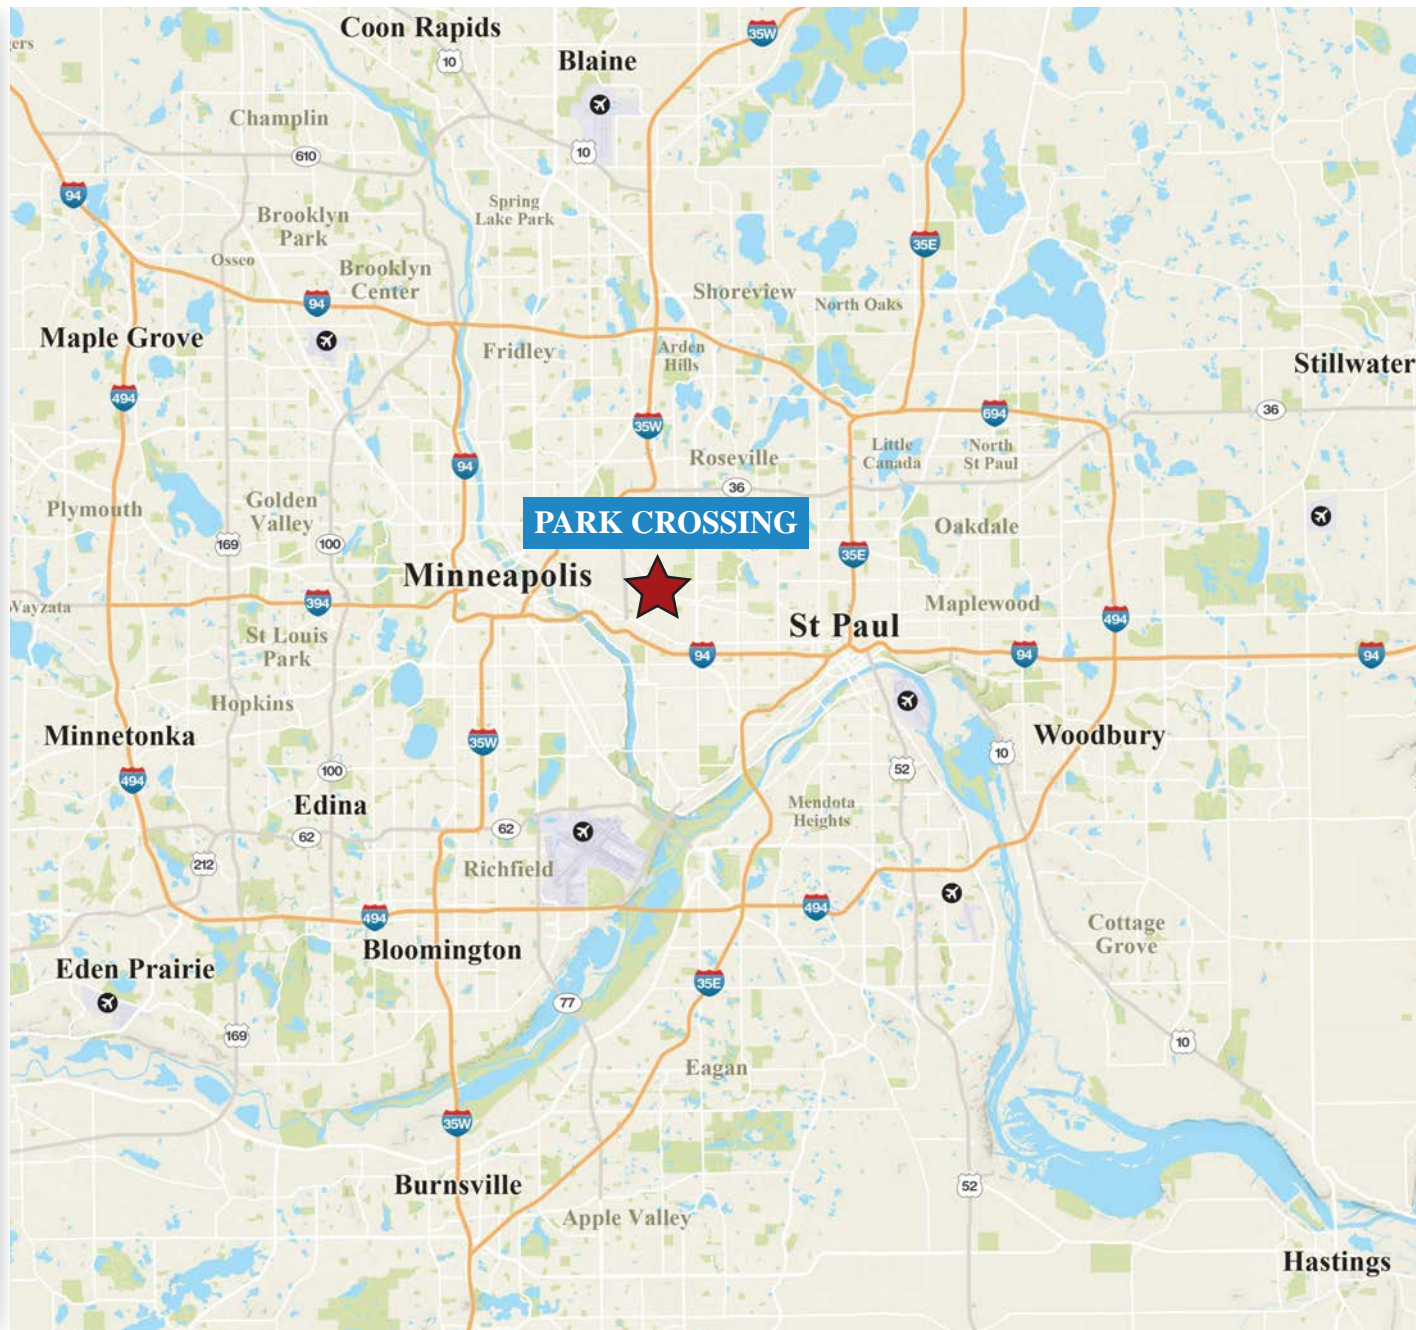 Coon Rapids
35W
gers
10
Blaine
Champlin
10
610
94
Spring
Lake Park
Brooklyn
Park
35E
Osseo
Brooklyn
Center
Shoreview
North Oaks
94
Maple Grove
Fridley
Arden
Hills
Stillwater
494
694
36
35W
Little
Canada
North
St Paul
Roseville
94
36
Plymouth
Golden
Valley
PARK CROSSING
Oakdale
169
100
35E
Minneapolis
394
Wayzata
Maplewood
494
St Louis
Park
St Paul
94
94
94
Hopkins
Minnetonka
35W
Woodbury
10
52
100
494
Edina
Mendota
Heights
62
62
212
Richfield
494
494
Cottage
Grove
Bloomington
Eden Prairie
35E
77
169
10
Eagan
35W
Burnsville
52
Apple Valley
Hastings